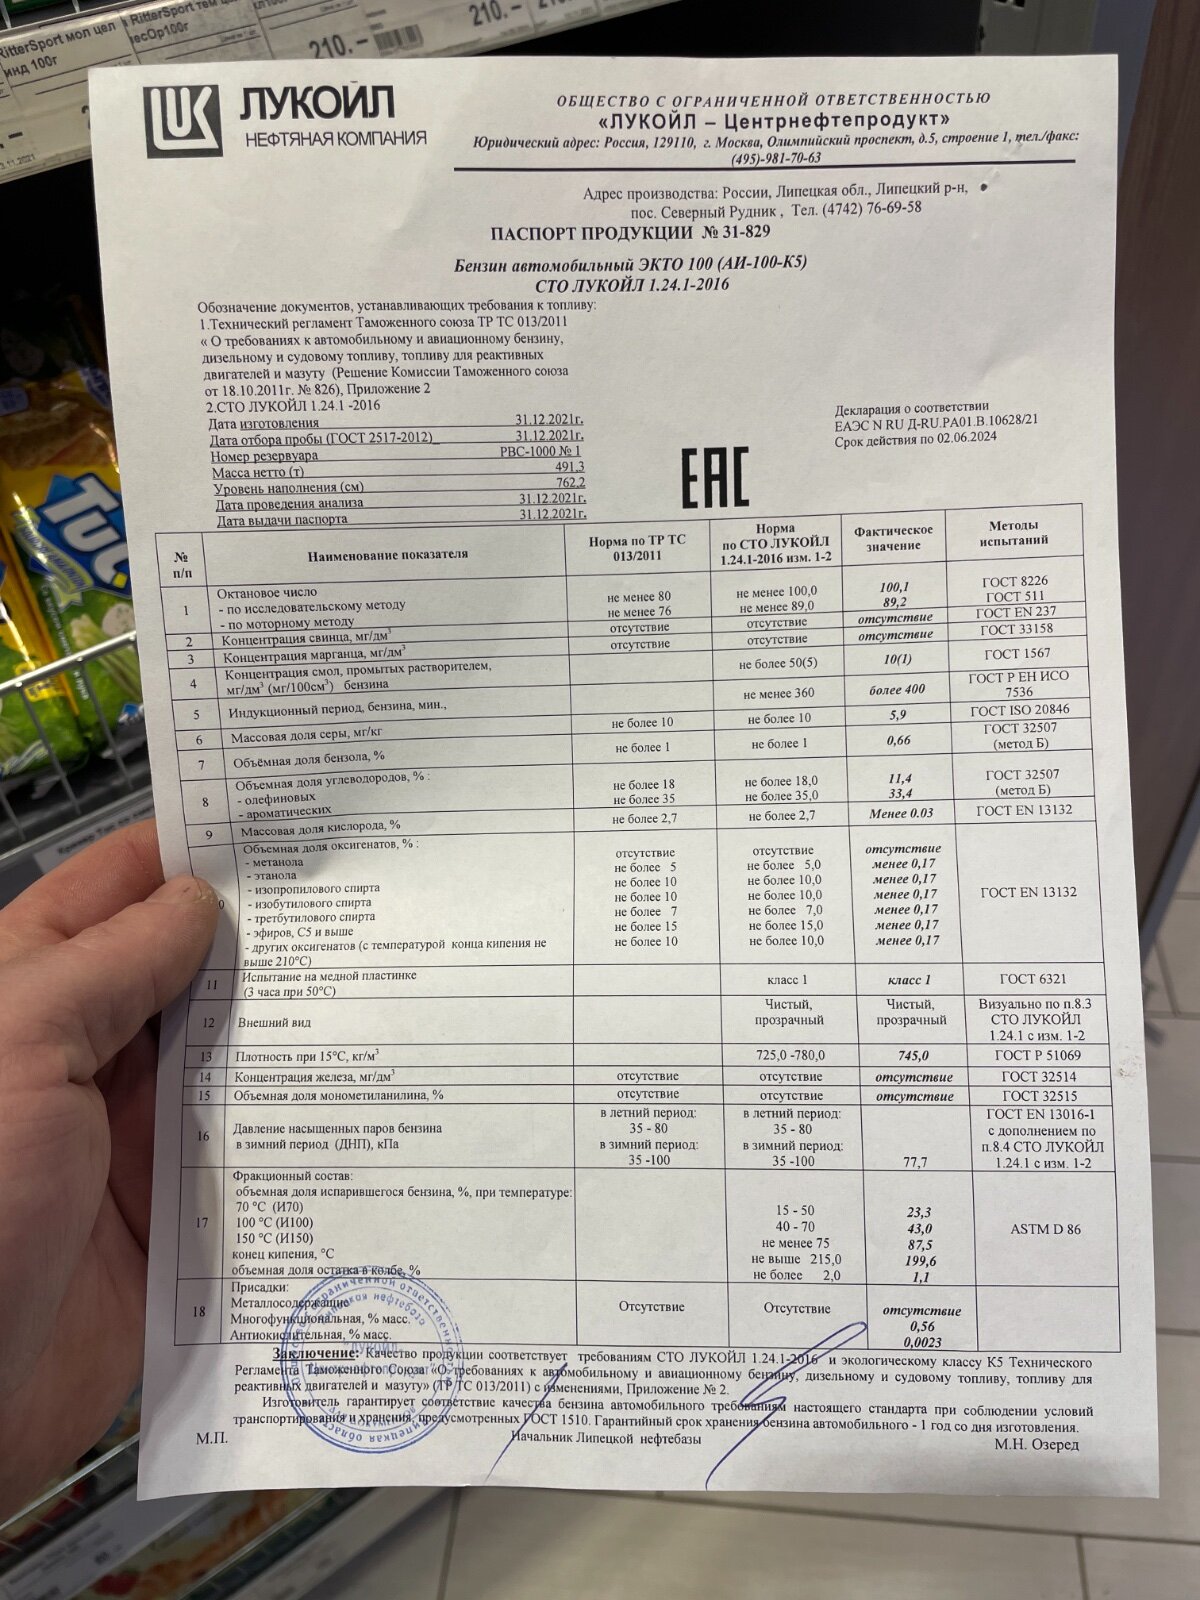 RitterSport мол цел
инд 100г
RitterSport тем
210.-
210.-
ЛУКОЙЛ
НЕФТЯНАЯ КОМПАНИЯ
ОБЩЕСТВО С ОГРАНИЧЕННОЙ ОТВЕТСТВЕННОСТЬЮ
«ЛУКОЙЛ – Центрнефтепродукт»
Юридический адрес: Россия, 129110, г. Москва, Олимпийский проспект, д.5, строение 1, тел./факс:
(495)-981-70-63
Адрес производства: России, Липецкая обл., Липецкий р-н,
пос. Северный Рудник , Тел. (4742) 76-69-58
ПАСПОРТ ПРОДУКЦИИ № 31-829
Бензин автомобильный ЭКТО 100 (АИ-100-К5)
СТО ЛУКОЙЛ 1.24.1-2016
Обозначение документов, устанавливающих требования к топливу:
1.Технический регламент Таможенного союза ТР ТС 013/2011
« О требованиях к автомобильному и авиационному бензину,
дизельному и судовому топливу, топливу для реактивных
двигателей и мазуту (Решение Комиссии Таможенного союза
от 18.10.2011г. № 826), Приложение 2
2.СТО ЛУКОЙЛ 1.24.1 -2016
Дата изготовления 31.12.2021г.
Дата отбора пробы (ГОСТ 2517-2012)_ 31.12.2021г.
Номер резервуара РВС-1000 № 1
Масса нетто (т) 491,3
Уровень наполнения (см) 762,2
Дата проведения анализа 31.12.2021г.
Дата выдачи паспорта 31.12.2021г.
Декларация о соответствии
ЕАЭС N RU Д-RU.РА01.В.10628/21
Срок действия по 02.06.2024
EAC
№ п/п Наименование показателя Норма по ТР ТС 013/2011 Норма по СТО ЛУКОЙЛ 1.24.1-2016 изм. 1-2 Фактическое значение Методы испытаний
1 Октановое число
- по исследовательскому методу не менее 80 не менее 100,0 100,1 ГОСТ 8226
- по моторному методу не менее 76 не менее 89,0 89,2 ГОСТ 511
2 Концентрация свинца, мг/дм³ отсутствие отсутствие отсутствие ГОСТ EN 237
3 Концентрация марганца, мг/дм³ отсутствие отсутствие отсутствие ГОСТ 33158
4 Концентрация смол, промытых растворителем,
мг/дм³ (мг/100см³) бензина не более 50(5) 10(1) ГОСТ 1567
5 Индукционный период, бензина, мин., не менее 360 более 400 ГОСТ Р ЕН ИСО 7536
6 Массовая доля серы, мг/кг не более 10 не более 10 5,9 ГОСТ ISO 20846
7 Объёмная доля бензола, % не более 1 не более 1 0,66 ГОСТ 32507 (метод Б)
8 Объемная доля углеводородов, % :
- олефиновых не более 18 не более 18,0 11,4 ГОСТ 32507
- ароматических не более 35 не более 35,0 33,4 (метод Б)
9 Массовая доля кислорода, % не более 2,7 не более 2,7 Менее 0.03 ГОСТ EN 13132
0 Объемная доля оксигенатов, % :
- метанола отсутствие отсутствие отсутствие
- этанола не более 5 не более 5,0 менее 0,17
- изопропилового спирта не более 10 не более 10,0 менее 0,17
- изобутилового спирта не более 10 не более 10,0 менее 0,17 ГОСТ EN 13132
- третбутилового спирта не более 7 не более 7,0 менее 0,17
- эфиров, С5 и выше не более 15 не более 15,0 менее 0,17
- других оксигенатов (с температурой конца кипения не не более 10 не более 10,0 менее 0,17
выше 210°С)
11 Испытание на медной пластинке
(3 часа при 50°С) класс 1 класс 1 ГОСТ 6321
12 Внешний вид Чистый, прозрачный Чистый, прозрачный Визуально по п.8.3 СТО ЛУКОЙЛ 1.24.1 с изм. 1-2
13 Плотность при 15°С, кг/м³ 725,0 -780,0 745,0 ГОСТ Р 51069
14 Концентрация железа, мг/дм³ отсутствие отсутствие отсутствие ГОСТ 32514
15 Объемная доля монометиланилина, % отсутствие отсутствие отсутствие ГОСТ 32515
16 Давление насыщенных паров бензина
в зимний период (ДНП), кПа
в летний период: в летний период: ГОСТ EN 13016-1
35 - 80 35 - 80 с дополнением по
в зимний период: в зимний период: п.8.4 СТО ЛУКОЙЛ
35 -100 35 -100 77,7 1.24.1 с изм. 1-2
17 Фракционный состав:
объемная доля испарившегося бензина, %, при температуре:
70 °С (И70) 15 - 50 23,3
100 °С (И100) 40 - 70 43,0 ASTM D 86
150 °С (И150) не менее 75 87,5
конец кипения, °С не выше 215,0 199,6
объемная доля остатка в колбе, % не более 2,0 1,1
18 Присадки:
Металлосодержащие Отсутствие Отсутствие отсутствие
Многофункциональная, % масс. 0,56
Антиокислительная, % масс. 0,0023
Заключение: Качество продукции соответствует требованиям СТО ЛУКОЙЛ 1.24.1-2016 и экологическому классу К5 Технического
Регламента Таможенного Союза «О требованиях к автомобильному и авиационному бензину, дизельному и судовому топливу, топливу для
реактивных двигателей и мазуту» (ТР ТС 013/2011) с изменениями, Приложение № 2.
Изготовитель гарантирует соответствие качества бензина автомобильного требованиям настоящего стандарта при соблюдении условий
транспортирования и хранения, предусмотренных ГОСТ 1510. Гарантийный срок хранения бензина автомобильного - 1 год со дня изготовления.
М.П. Начальник Липецкой нефтебазы М.Н. Озеред
TUC